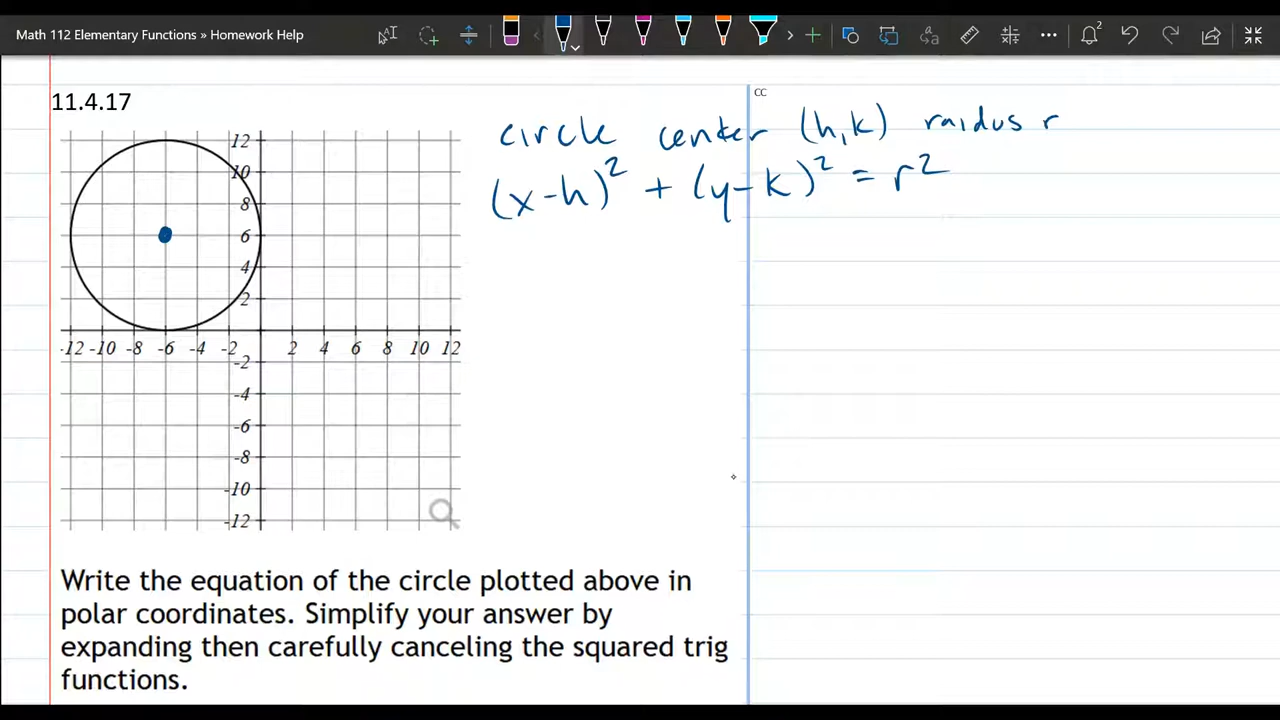 Math 112 Elementary Functions » Homework Help
2
11.4.17
CC
circle center (h,k) raidus r
(x-h)² + (y-k)² = r²
12
10
8
6
4
2
-12 -10 -8 -6 -4 -2 2 4 6 8 10 12
-2
-4
-6
-8
-10
-12
Write the equation of the circle plotted above in
polar coordinates. Simplify your answer by
expanding then carefully canceling the squared trig
functions.